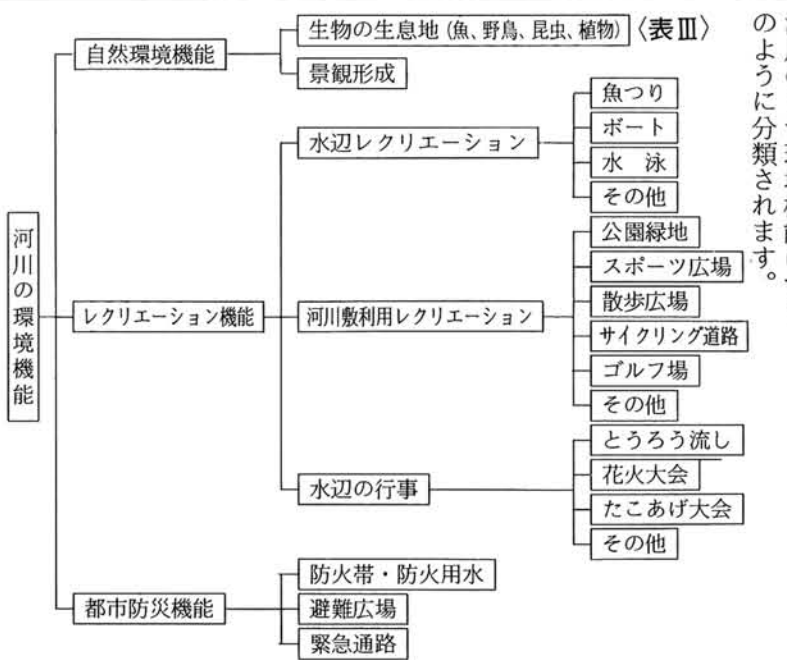 のように分類されます。
河川の環境機能
自然環境機能
生物の生息地(魚、野鳥、昆虫、植物)
〈表Ⅲ〉
景観形成
レクリエーション機能
水辺レクリエーション
魚つり
ボート
水 泳
その他
河川敷利用レクリエーション
公園緑地
スポーツ広場
散歩広場
サイクリング道路
ゴルフ場
その他
水辺の行事
とうろう流し
花火大会
たこあげ大会
その他
都市防災機能
防火帯・防火用水
避難広場
緊急通路